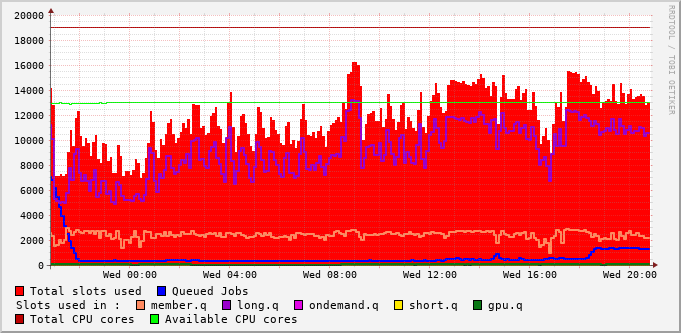 20000
18000
16000
14000
12000
10000
8000
6000
4000
2000
0
Wed 00:00 Wed 04:00 Wed 08:00 Wed 12:00 Wed 16:00 Wed 20:00
Total slots used Queued Jobs
Slots used in : member.q long.q ondemand.q short.q gpu.q
Total CPU cores Available CPU cores
RRDTOOL / TOBI OETIKER